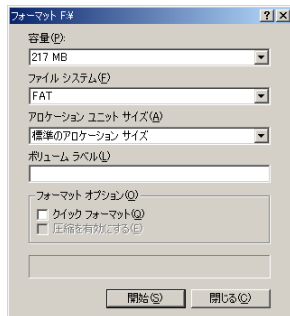 フォーマット F:¥
容量(P):
217 MB
ファイル システム(F)
FAT
アロケーション ユニット サイズ(A)
標準のアロケーション サイズ
ボリューム ラベル(L)
フォーマット オプション(O)
クイック フォーマット(Q)
圧縮を有効にする(E)
開始(S)
閉じる(C)